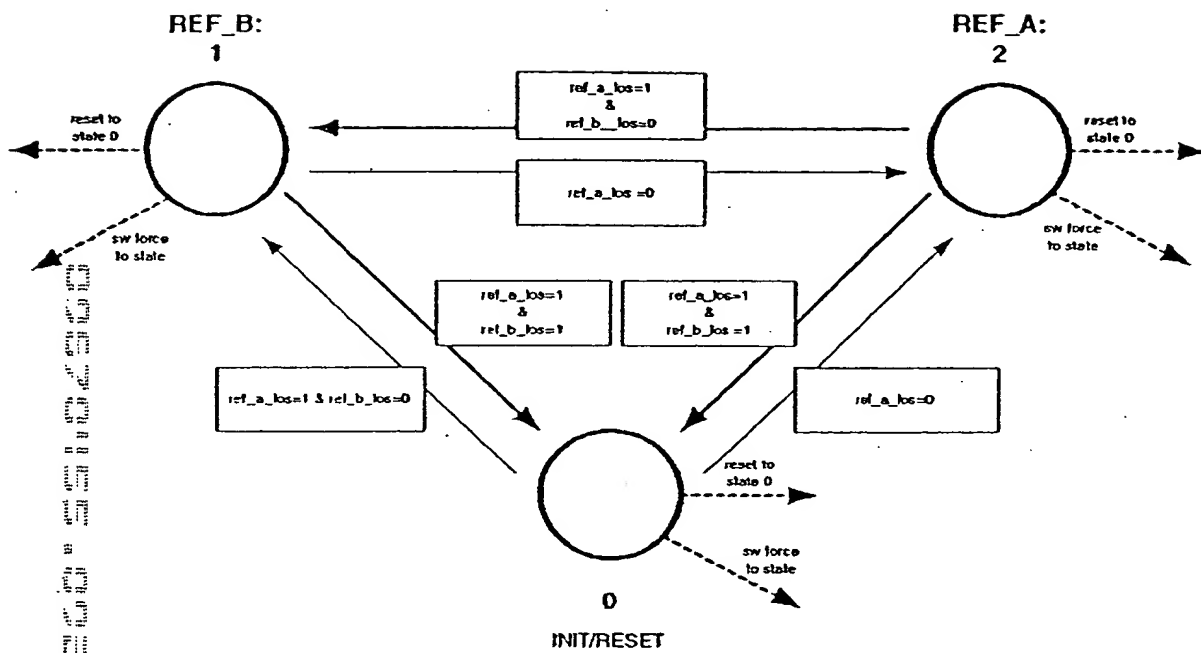 REF_B:
1
REF_A:
2
ref_a_los=1
&
ref_b__los=0
reset to
state 0
reset to
state 0
ref_a_los =0
sw force
to state
sw force
to state
ref_a_los=1
&
ref_b_los=1
ref_a_los=1
&
ref_b_los =1
ref_a_los=1 & ref_b_los=0
ref_a_los=0
reset to
state 0
sw force
to state
0
INIT/RESET